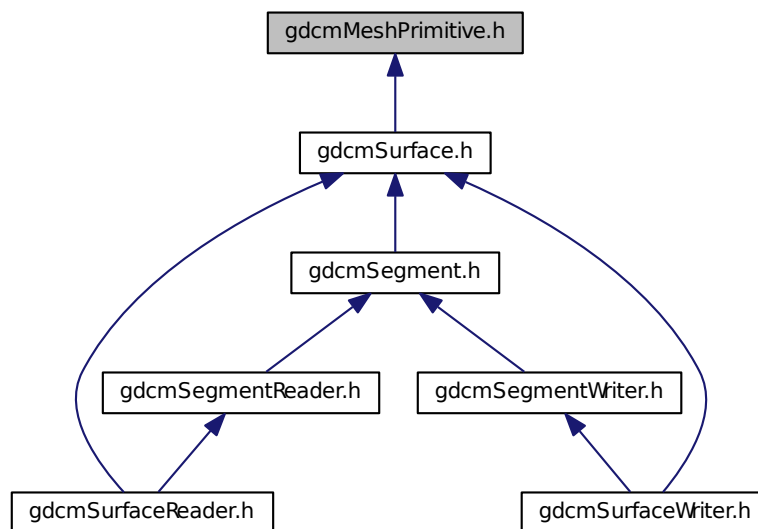 gdcmMeshPrimitive.h
gdcmSurface.h
gdcmSegment.h
gdcmSegmentReader.h
gdcmSegmentWriter.h
gdcmSurfaceReader.h
gdcmSurfaceWriter.h